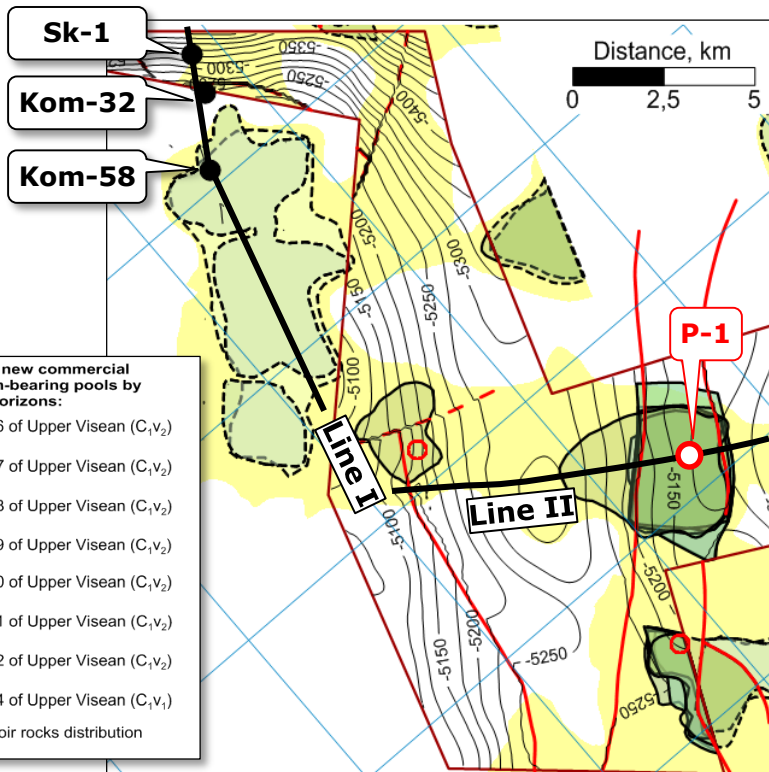 Sk-1
Kom-32
Kom-58
Distance, km
0 2,5 5
P-1
Line I
Line II
-5350
-5300
-5250
-5400
-5200
-5300
-5150
-5250
-5100
-5150
-5100
-5200
-5150
-5200
-5250
-5250
new commercial
-bearing pools by
orizons:
6 of Upper Visean (C₁v₂)
7 of Upper Visean (C₁v₂)
3 of Upper Visean (C₁v₂)
9 of Upper Visean (C₁v₂)
0 of Upper Visean (C₁v₂)
1 of Upper Visean (C₁v₂)
2 of Upper Visean (C₁v₂)
4 of Upper Visean (C₁v₁)
oir rocks distribution